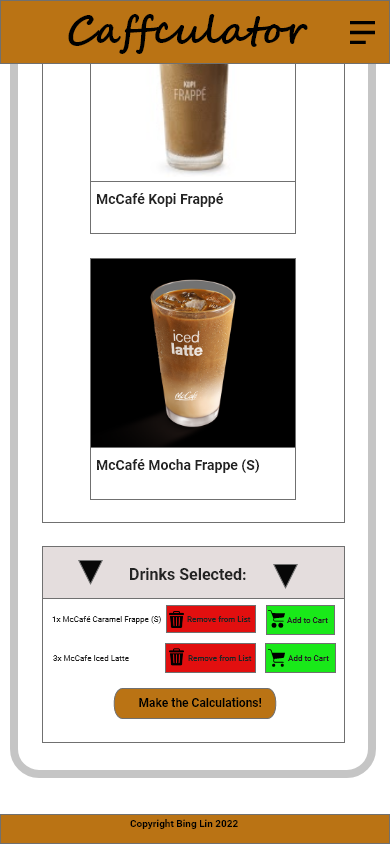 Caffculator
KOPI
FRAPPÉ
McCafé Kopi Frappé
iced
latte
McCafé
McCafé Mocha Frappe (S)
Drinks Selected:
1x McCafé Caramel Frappe (S) Remove from List Add to Cart
3x McCafe Iced Latte Remove from List Add to Cart
Make the Calculations!
Copyright Bing Lin 2022